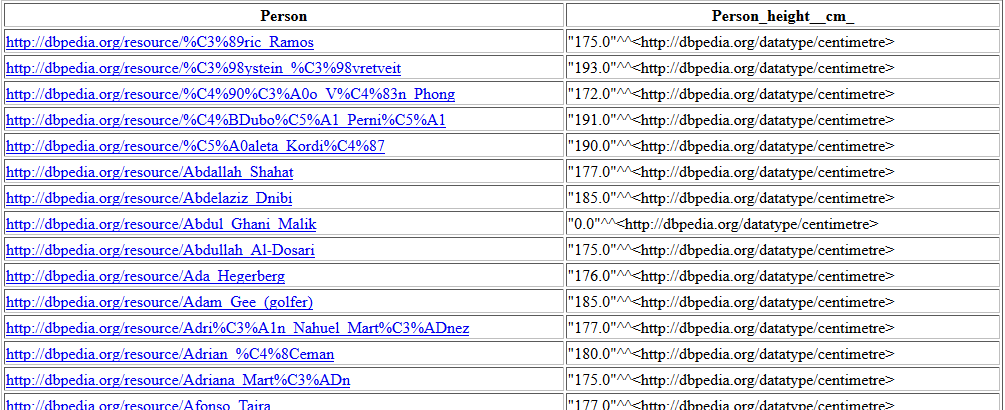 Person Person_height__cm_
http://dbpedia.org/resource/%C3%89ric_Ramos "175.0"^^<http://dbpedia.org/datatype/centimetre>
http://dbpedia.org/resource/%C3%98ystein_%C3%98vretveit "193.0"^^<http://dbpedia.org/datatype/centimetre>
http://dbpedia.org/resource/%C4%90%C3%A0o_V%C4%83n_Phong "172.0"^^<http://dbpedia.org/datatype/centimetre>
http://dbpedia.org/resource/%C4%BDubo%C5%A1_Perni%C5%A1 "191.0"^^<http://dbpedia.org/datatype/centimetre>
http://dbpedia.org/resource/%C5%A0aleta_Kordi%C4%87 "190.0"^^<http://dbpedia.org/datatype/centimetre>
http://dbpedia.org/resource/Abdallah_Shahat "177.0"^^<http://dbpedia.org/datatype/centimetre>
http://dbpedia.org/resource/Abdelaziz_Dnibi "185.0"^^<http://dbpedia.org/datatype/centimetre>
http://dbpedia.org/resource/Abdul_Ghani_Malik "0.0"^^<http://dbpedia.org/datatype/centimetre>
http://dbpedia.org/resource/Abdullah_Al-Dosari "175.0"^^<http://dbpedia.org/datatype/centimetre>
http://dbpedia.org/resource/Ada_Hegerberg "176.0"^^<http://dbpedia.org/datatype/centimetre>
http://dbpedia.org/resource/Adam_Gee_(golfer) "185.0"^^<http://dbpedia.org/datatype/centimetre>
http://dbpedia.org/resource/Adri%C3%A1n_Nahuel_Mart%C3%ADnez "177.0"^^<http://dbpedia.org/datatype/centimetre>
http://dbpedia.org/resource/Adrian_%C4%8Ceman "180.0"^^<http://dbpedia.org/datatype/centimetre>
http://dbpedia.org/resource/Adriana_Mart%C3%ADn "175.0"^^<http://dbpedia.org/datatype/centimetre>
http://dbpedia.org/resource/Afonso_Taira "177.0"^^<http://dbpedia.org/datatype/centimetre>